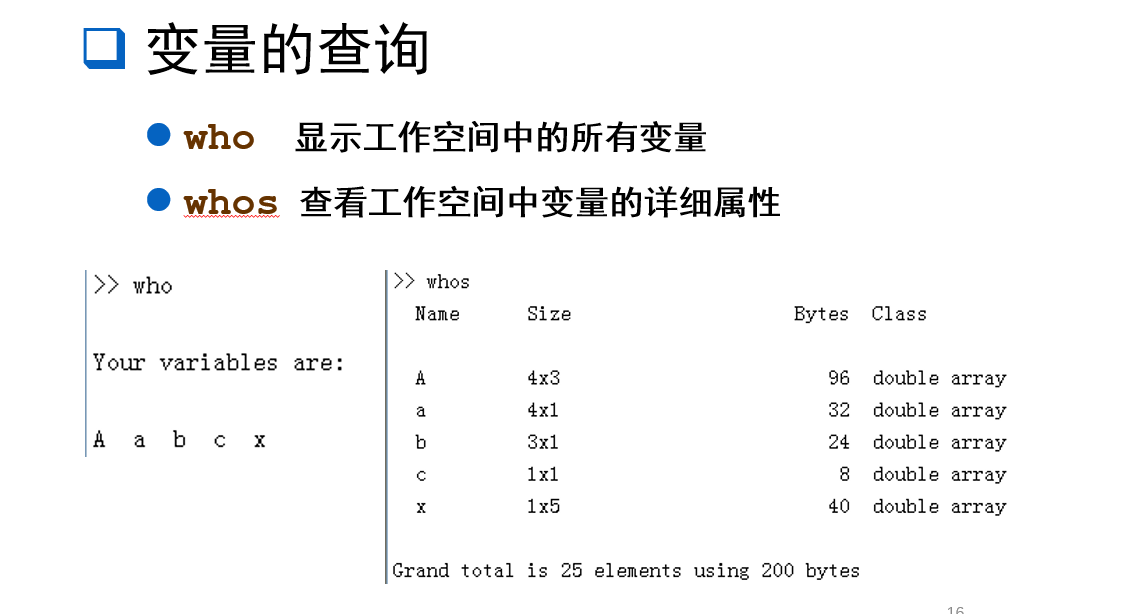 变量的查询
who 显示工作空间中的所有变量
whos 查看工作空间中变量的详细属性
>> who
Your variables are:
A a b c x
>> whos
Name Size Bytes Class
A 4x3 96 double array
a 4x1 32 double array
b 3x1 24 double array
c 1x1 8 double array
x 1x5 40 double array
Grand total is 25 elements using 200 bytes
16